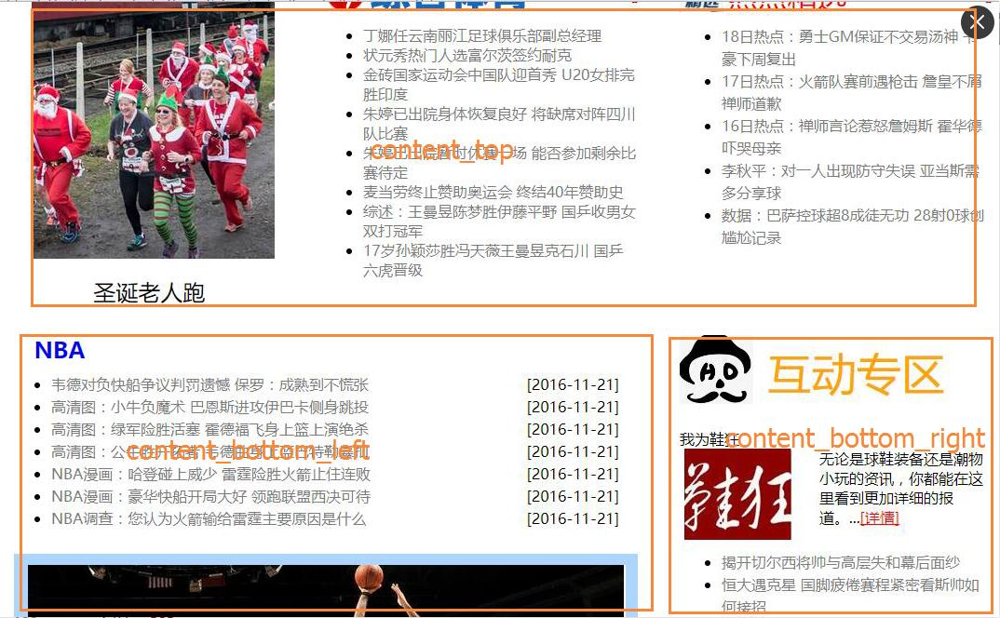 丁娜任云南丽江足球俱乐部副总经理
状元秀热门人选富尔茨签约耐克
金砖国家运动会中国队迎首秀 U20女排完
胜印度
朱婷已出院身体恢复良好 将缺席对阵四川
队比赛
场 能否参加剩余比
赛待定
麦当劳终止赞助奥运会 终结40年赞助史
综述：王曼昱陈梦胜伊藤平野 国乒收男女
双打冠军
17岁孙颖莎胜冯天薇王曼昱克石川 国乒
六虎晋级
content_top
18日热点：勇士GM保证不交易汤神 韦
豪下周复出
17日热点：火箭队赛前遇枪击 詹皇不屑
禅师道歉
16日热点：禅师言论惹怒詹姆斯 霍华德
吓哭母亲
李秋平：对一人出现防守失误 亚当斯需
多分享球
数据：巴萨控球超8成徒无功 28射0球创
尴尬记录
圣诞老人跑
NBA
韦德对负快船争议判罚遗憾 保罗：成熟到不慌张 [2016-11-21]
高清图：小牛负魔术 巴恩斯进攻伊巴卡侧身跳投 [2016-11-21]
高清图：绿军险胜活塞 霍德福飞身上篮上演绝杀 [2016-11-21]
高清图： [2016-11-21]
NBA漫画：哈登碰上威少 雷霆险胜火箭止住连败 [2016-11-21]
NBA漫画：豪华快船开局大好 领跑联盟西决可待 [2016-11-21]
NBA调查：您认为火箭输给雷霆主要原因是什么 [2016-11-21]
content_bottom_left
互动专区
我为鞋狂
content_bottom_right
鞋狂
无论是球鞋装备还是潮物
小玩的资讯，你都能在这
里看到更加详细的报
道。...[详情]
揭开切尔西将帅与高层失和幕后面纱
恒大遇克星 国脚疲倦赛程紧密看斯帅如
何接招